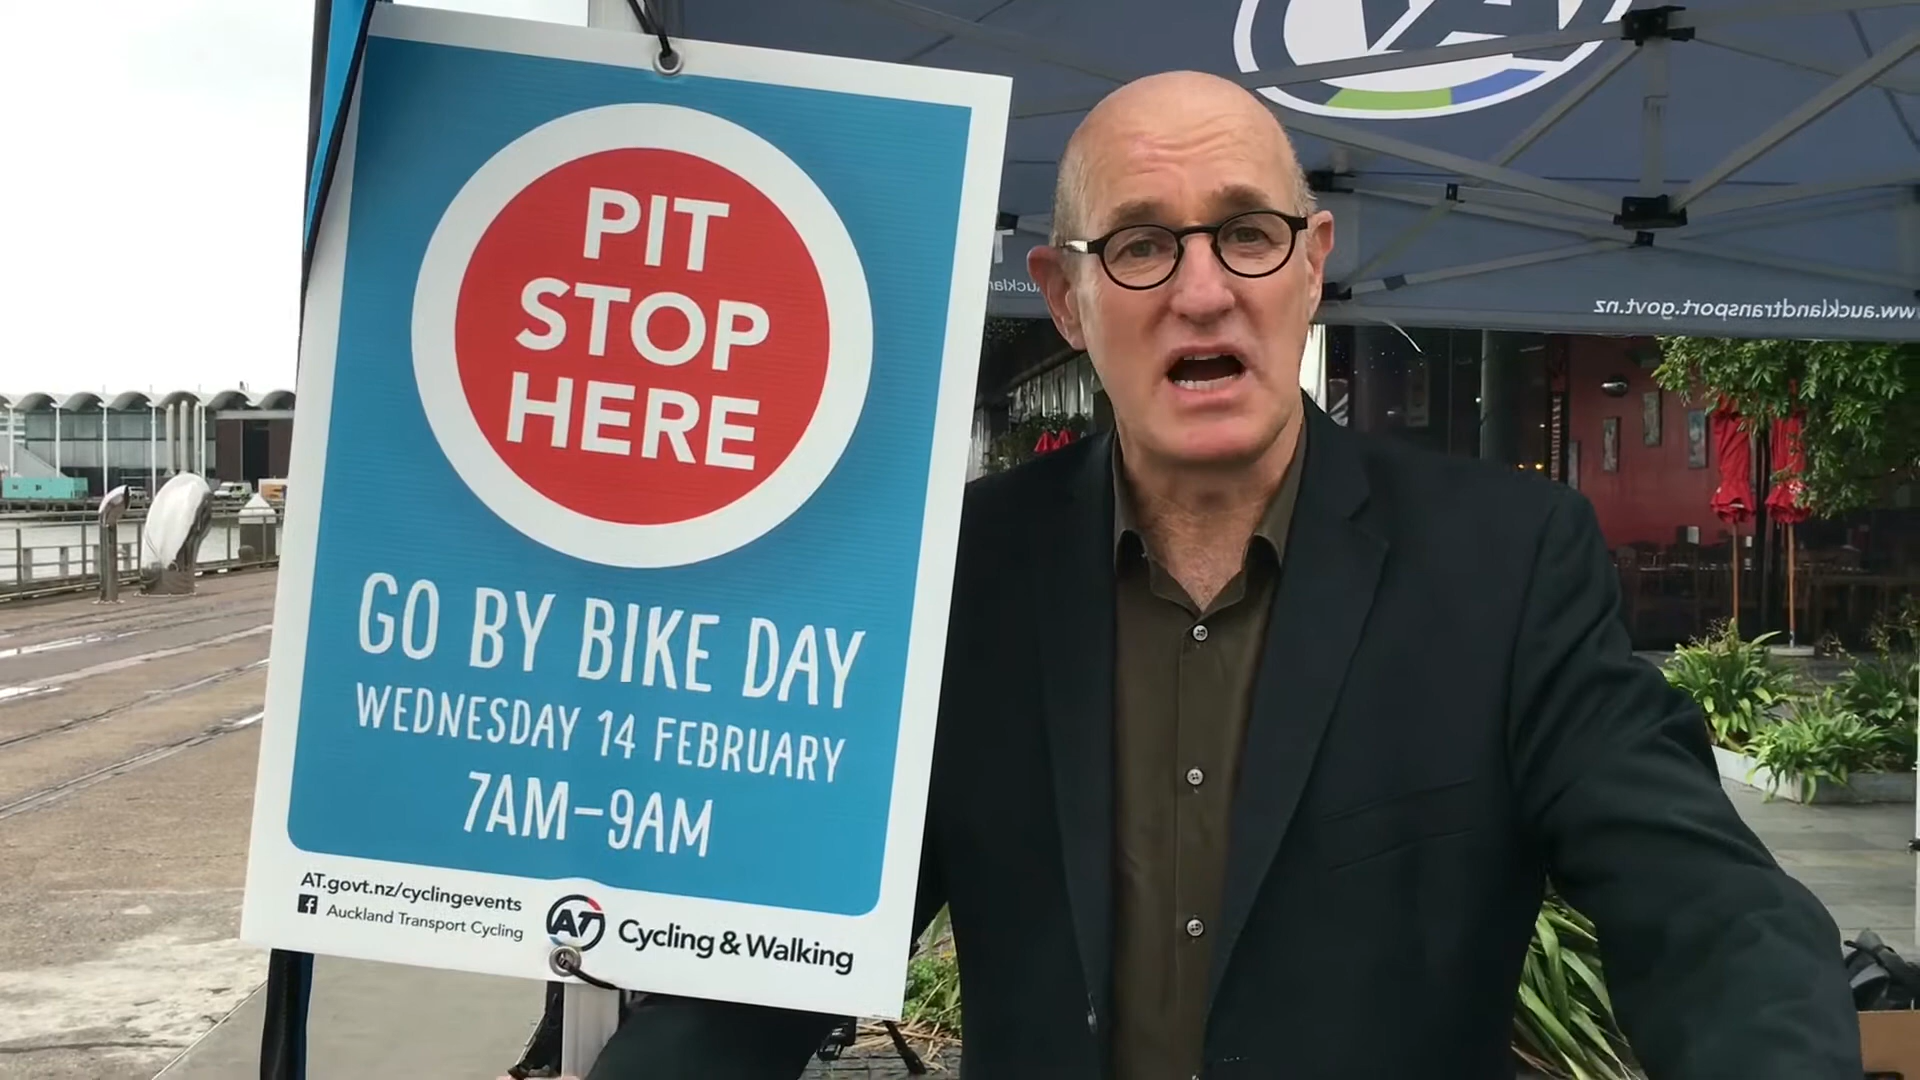 PIT
STOP
HERE
GO BY BIKE DAY
WEDNESDAY 14 FEBRUARY
7AM–9AM
AT.govt.nz/cyclingevents
Auckland Transport Cycling
AT Cycling & Walking
AT
www.aucklandtransport.govt.nz